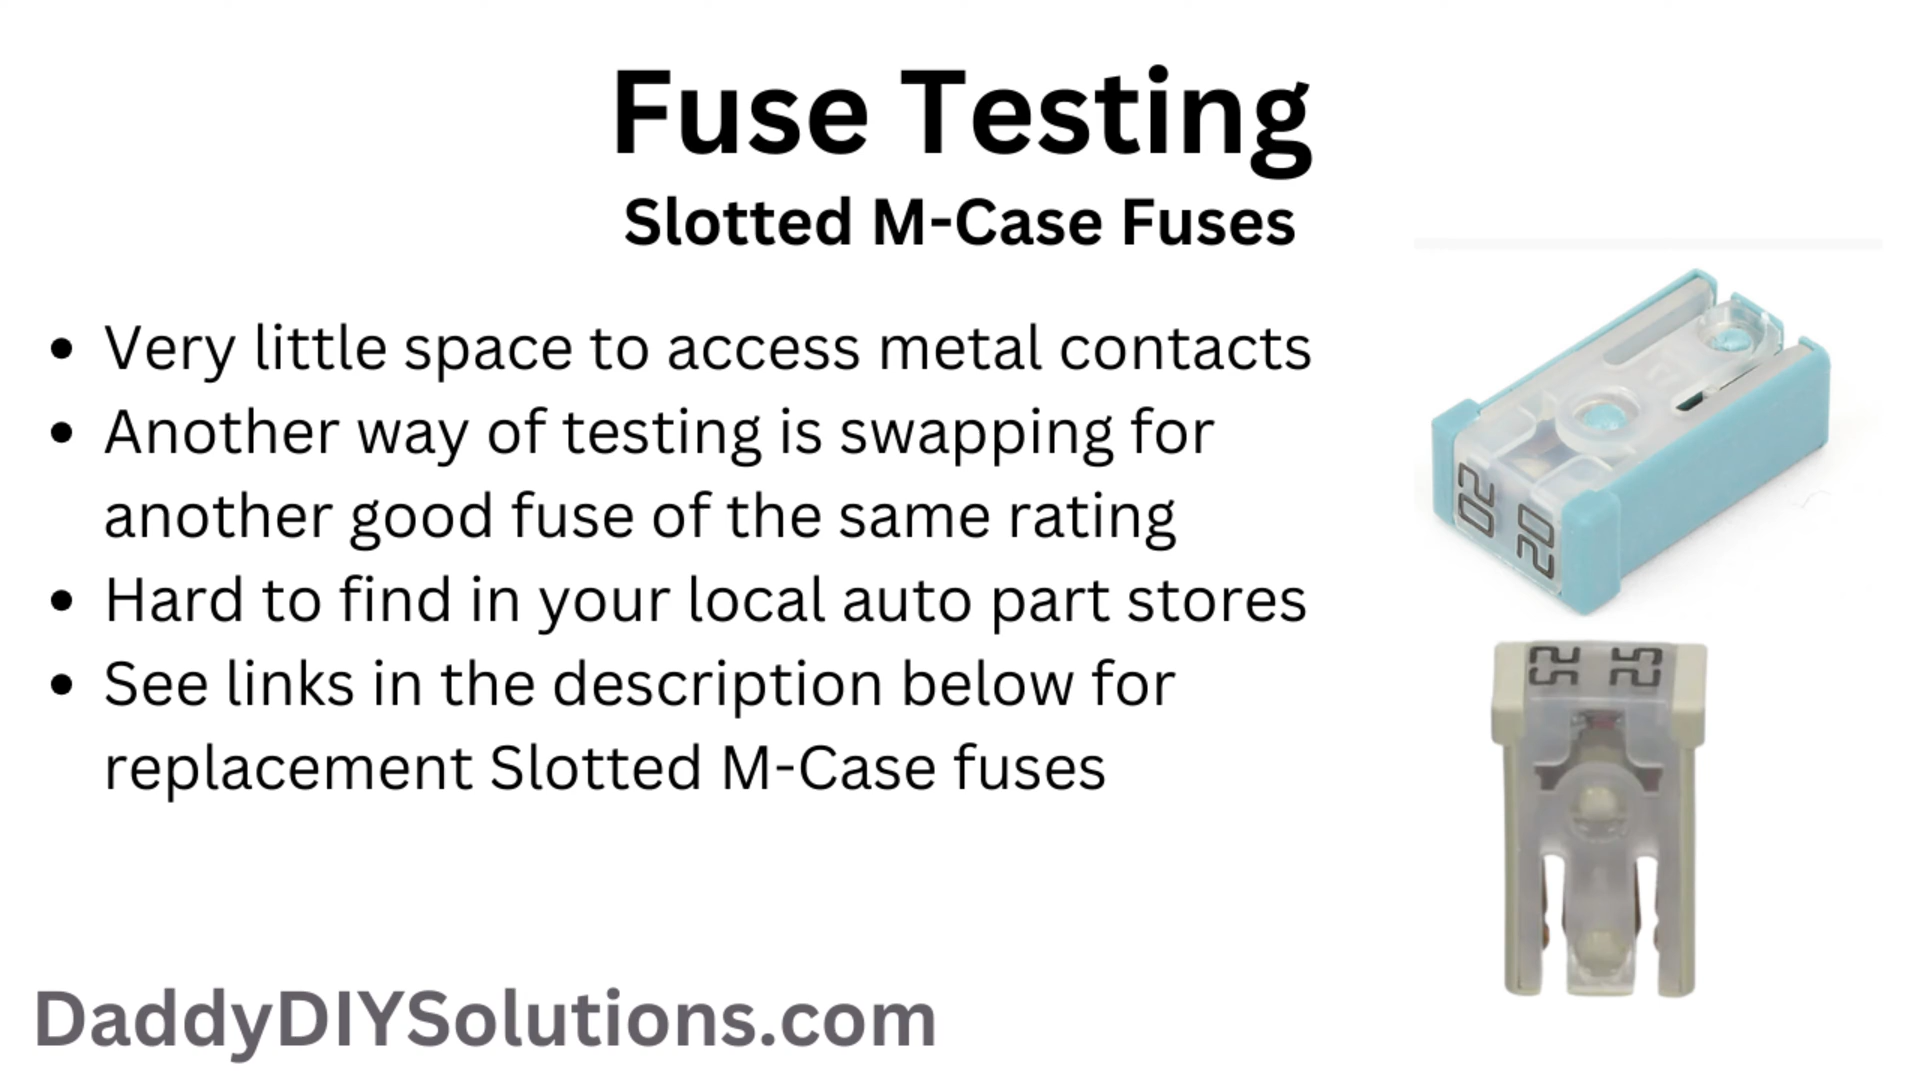 Fuse Testing
Slotted M-Case Fuses
• Very little space to access metal contacts
• Another way of testing is swapping for
another good fuse of the same rating
• Hard to find in your local auto part stores
• See links in the description below for
replacement Slotted M-Case fuses
20 20
25 25
DaddyDIYSolutions.com